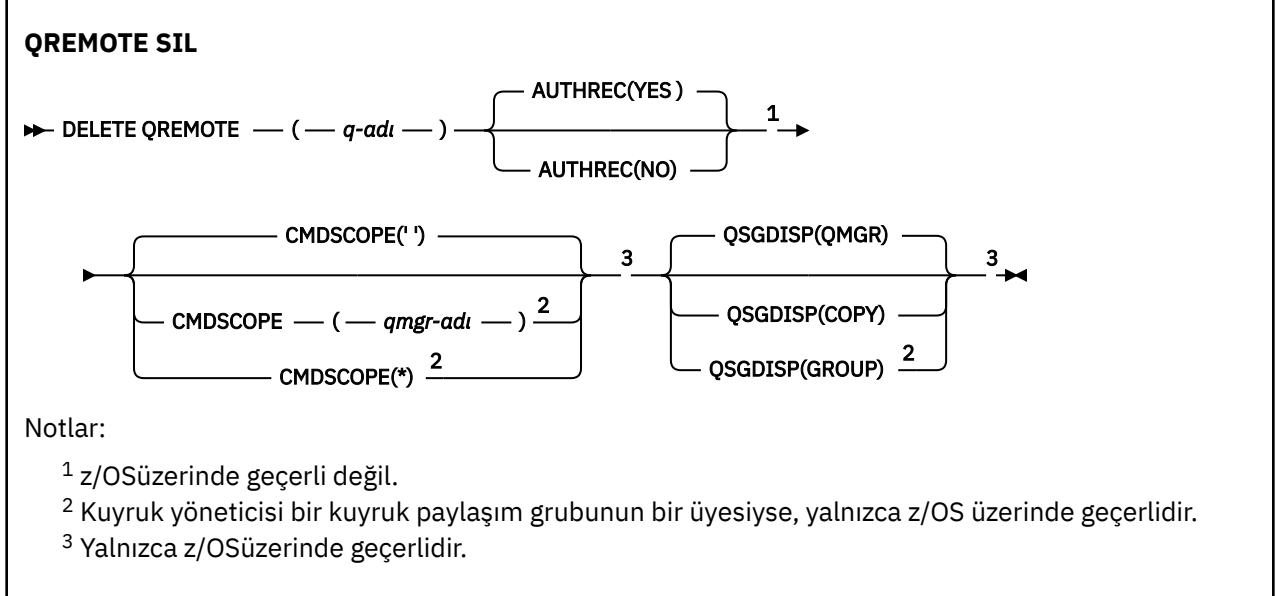 QREMOTE SIL
AUTHREC(YES )
DELETE QREMOTE ( q-adı ) 1
AUTHREC(NO)
CMDSCOPE(' ') QSGDISP(QMGR)
3 3
CMDSCOPE ( qmgr-adı ) 2 QSGDISP(COPY)
CMDSCOPE(*) 2 QSGDISP(GROUP) 2
Notlar:
1 z/OSüzerinde geçerli değil.
2 Kuyruk yöneticisi bir kuyruk paylaşım grubunun bir üyesiyse, yalnızca z/OS üzerinde geçerlidir.
3 Yalnızca z/OSüzerinde geçerlidir.